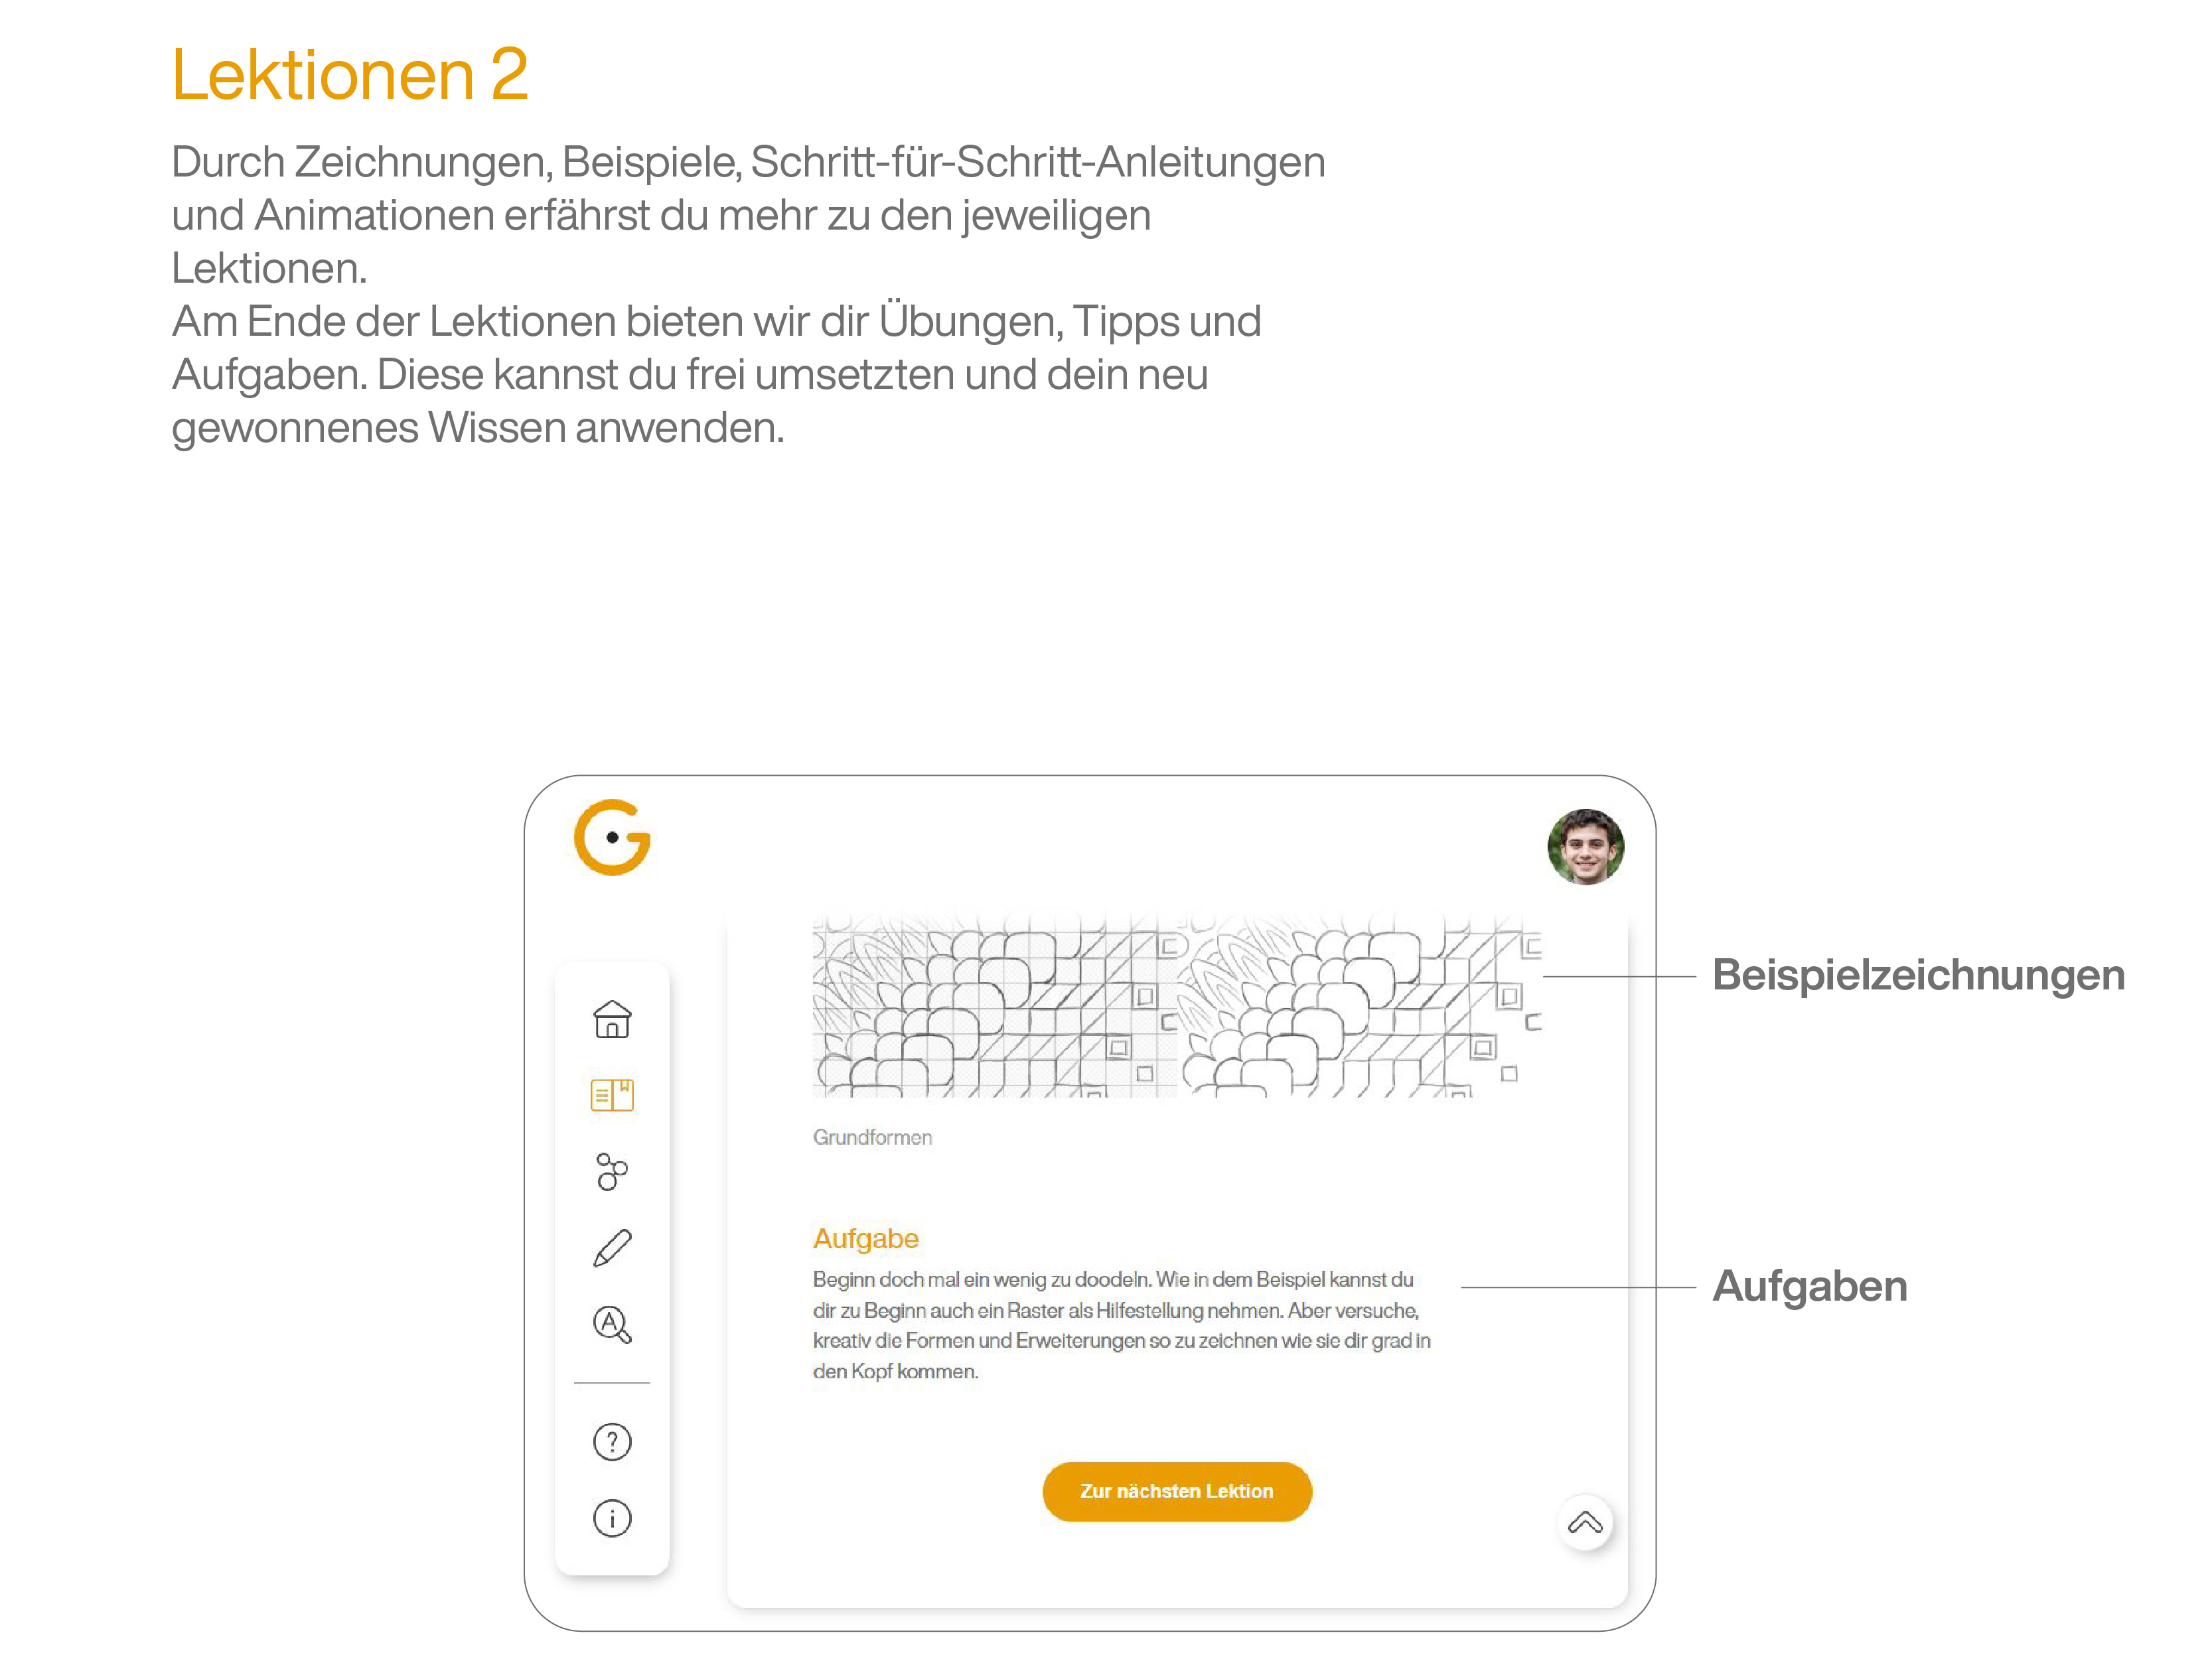 Lektionen 2
Durch Zeichnungen, Beispiele, Schritt-für-Schritt-Anleitungen
und Animationen erfährst du mehr zu den jeweiligen
Lektionen.
Am Ende der Lektionen bieten wir dir Übungen, Tipps und
Aufgaben. Diese kannst du frei umsetzten und dein neu
gewonnenes Wissen anwenden.
Beispielzeichnungen
Grundformen
Aufgabe
Beginn doch mal ein wenig zu doodeln. Wie in dem Beispiel kannst du
dir zu Beginn auch ein Raster als Hilfestellung nehmen. Aber versuche,
kreativ die Formen und Erweiterungen so zu zeichnen wie sie dir grad in
den Kopf kommen.
Aufgaben
Zur nächsten Lektion